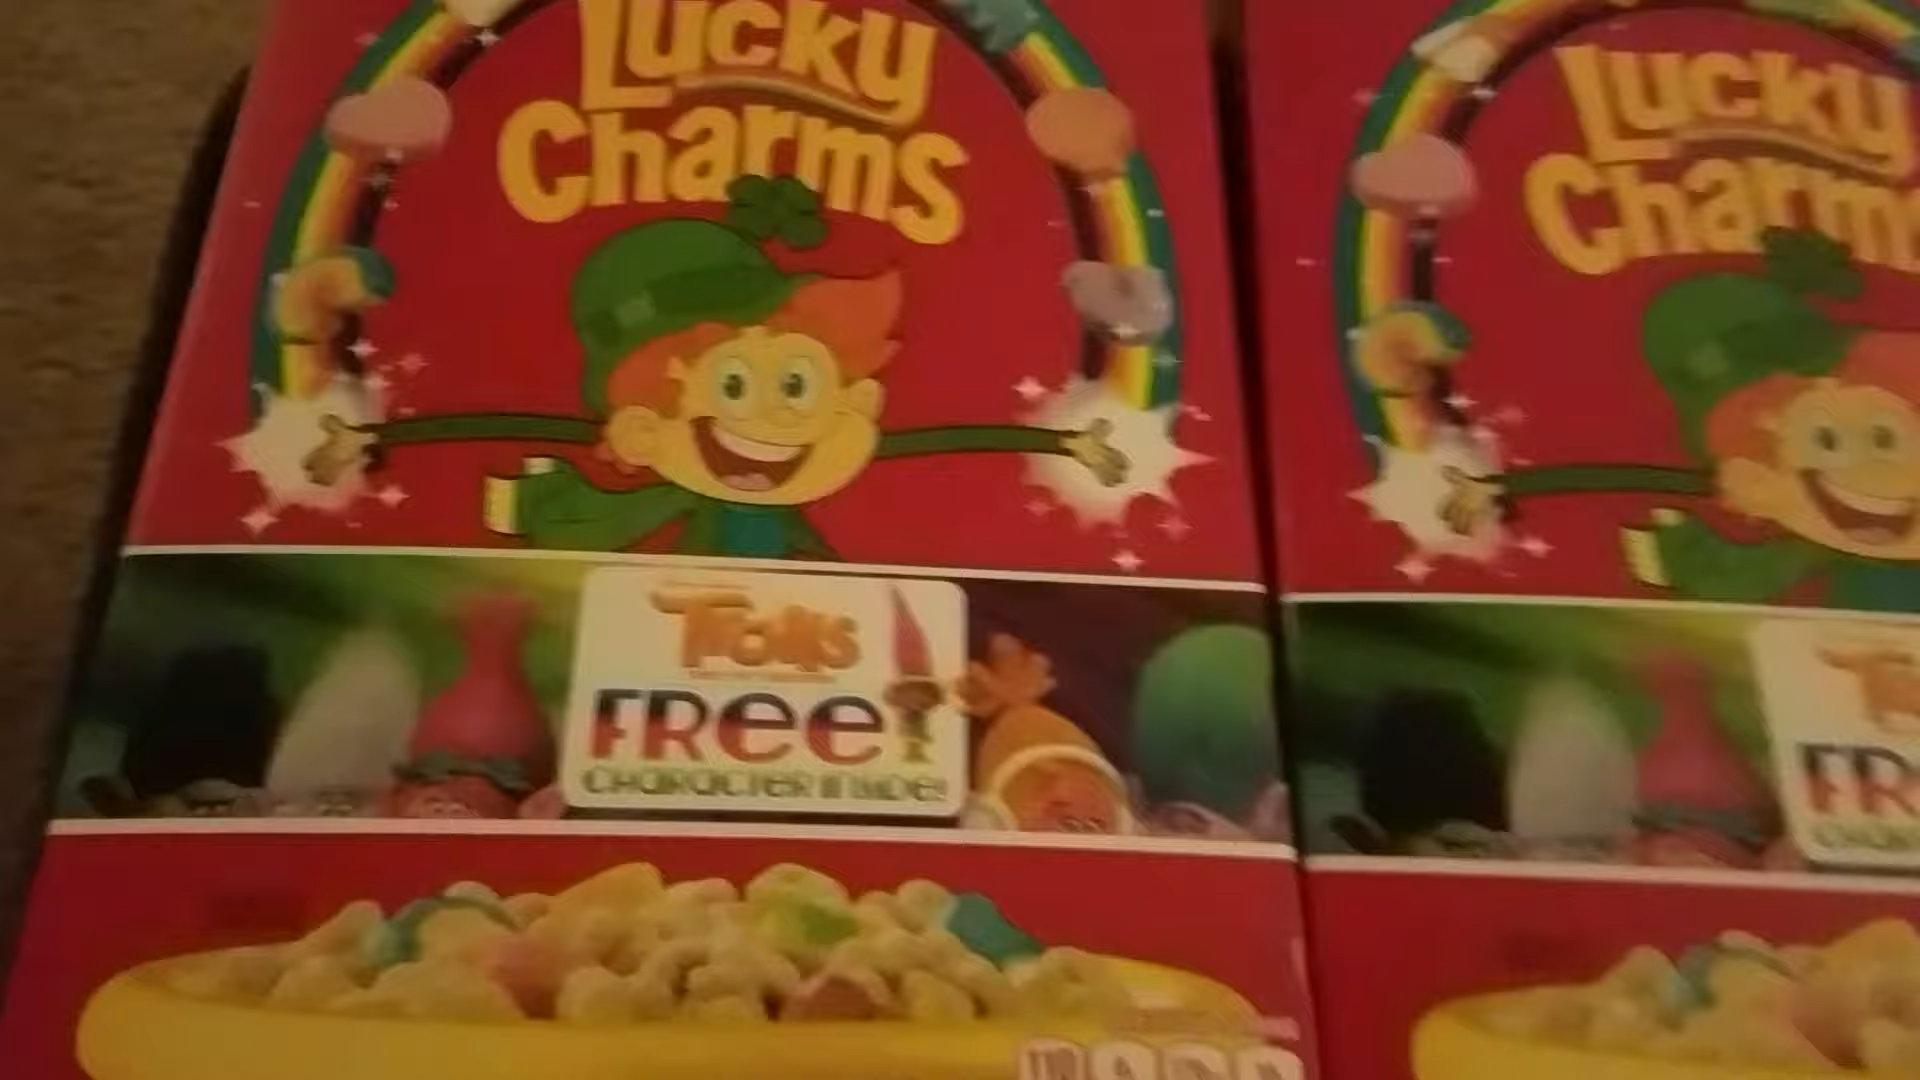 Lucky
Charms
Trolls
FREE
CHARACTER INSIDE!
Lucky
Charms